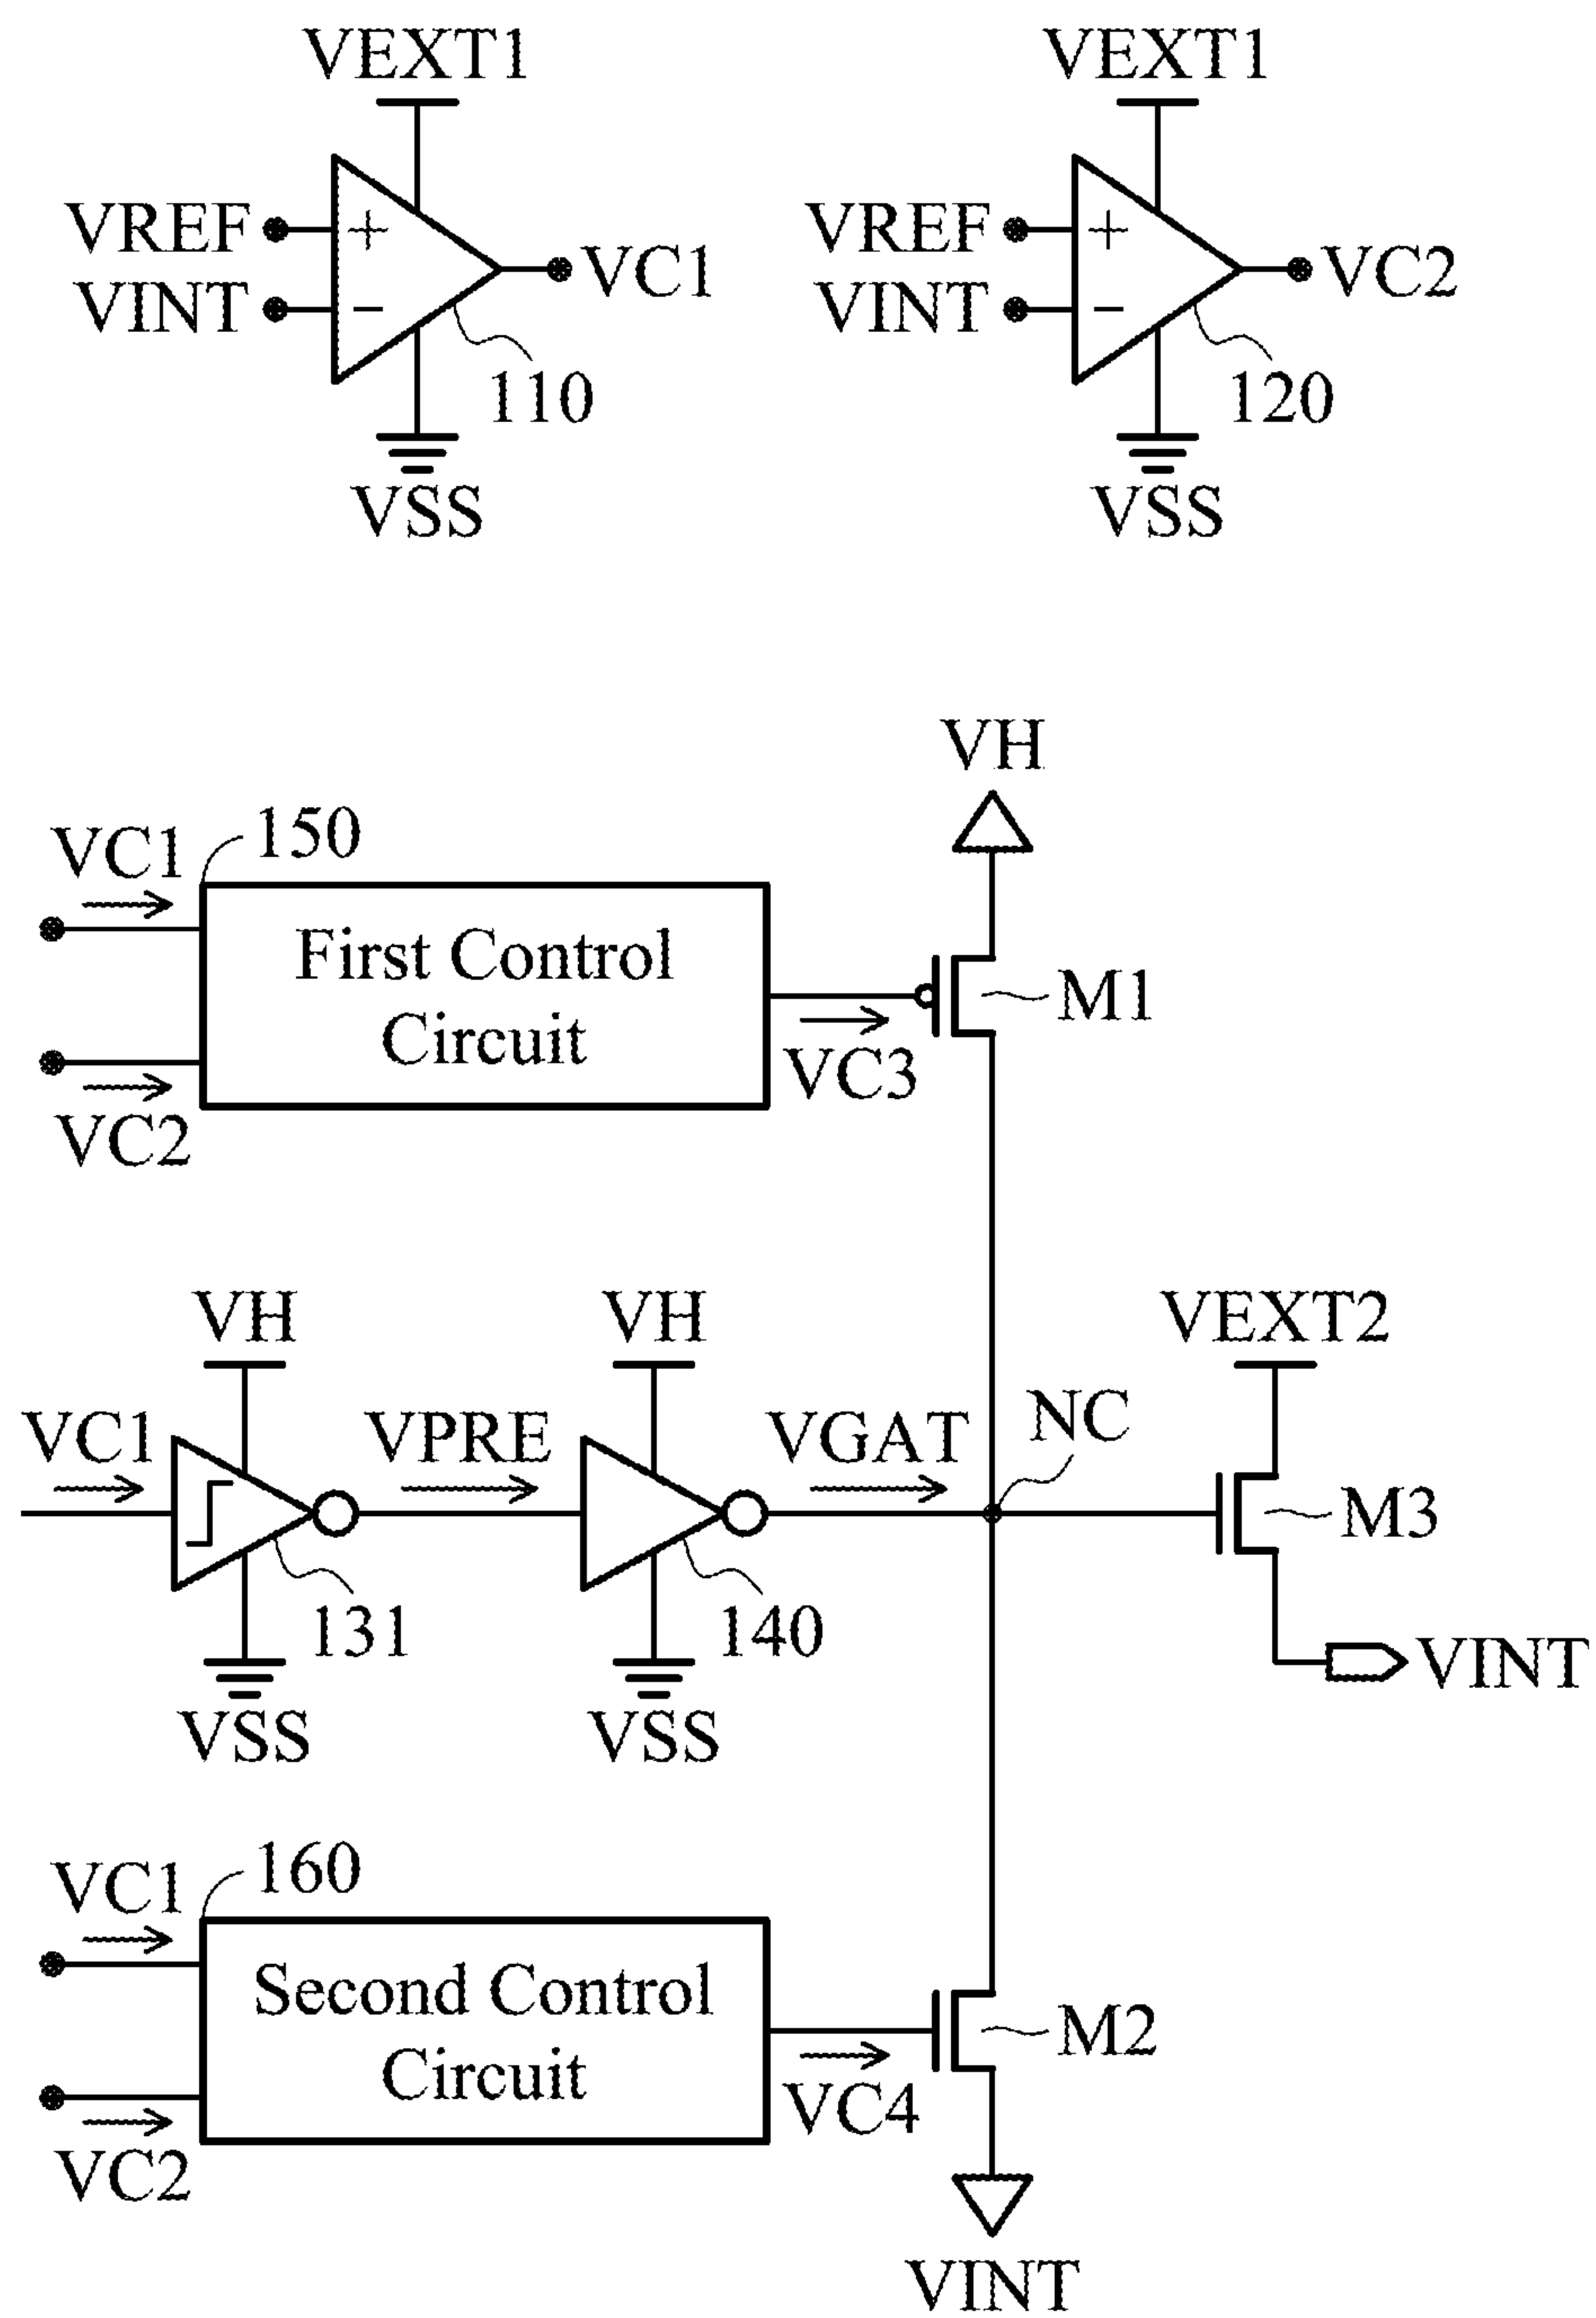 VEXT1
VEXT1
VREF
+
VREF
+
VC1
VC2
VINT
−
VINT
−
110
120
VSS
VSS
VH
150
VC1
First Control
Circuit
M1
VC3
VC2
VH
VH
VEXT2
VC1
VPRE
VGAT
NC
M3
131
140
VINT
VSS
VSS
160
VC1
Second Control
Circuit
M2
VC4
VC2
VINT